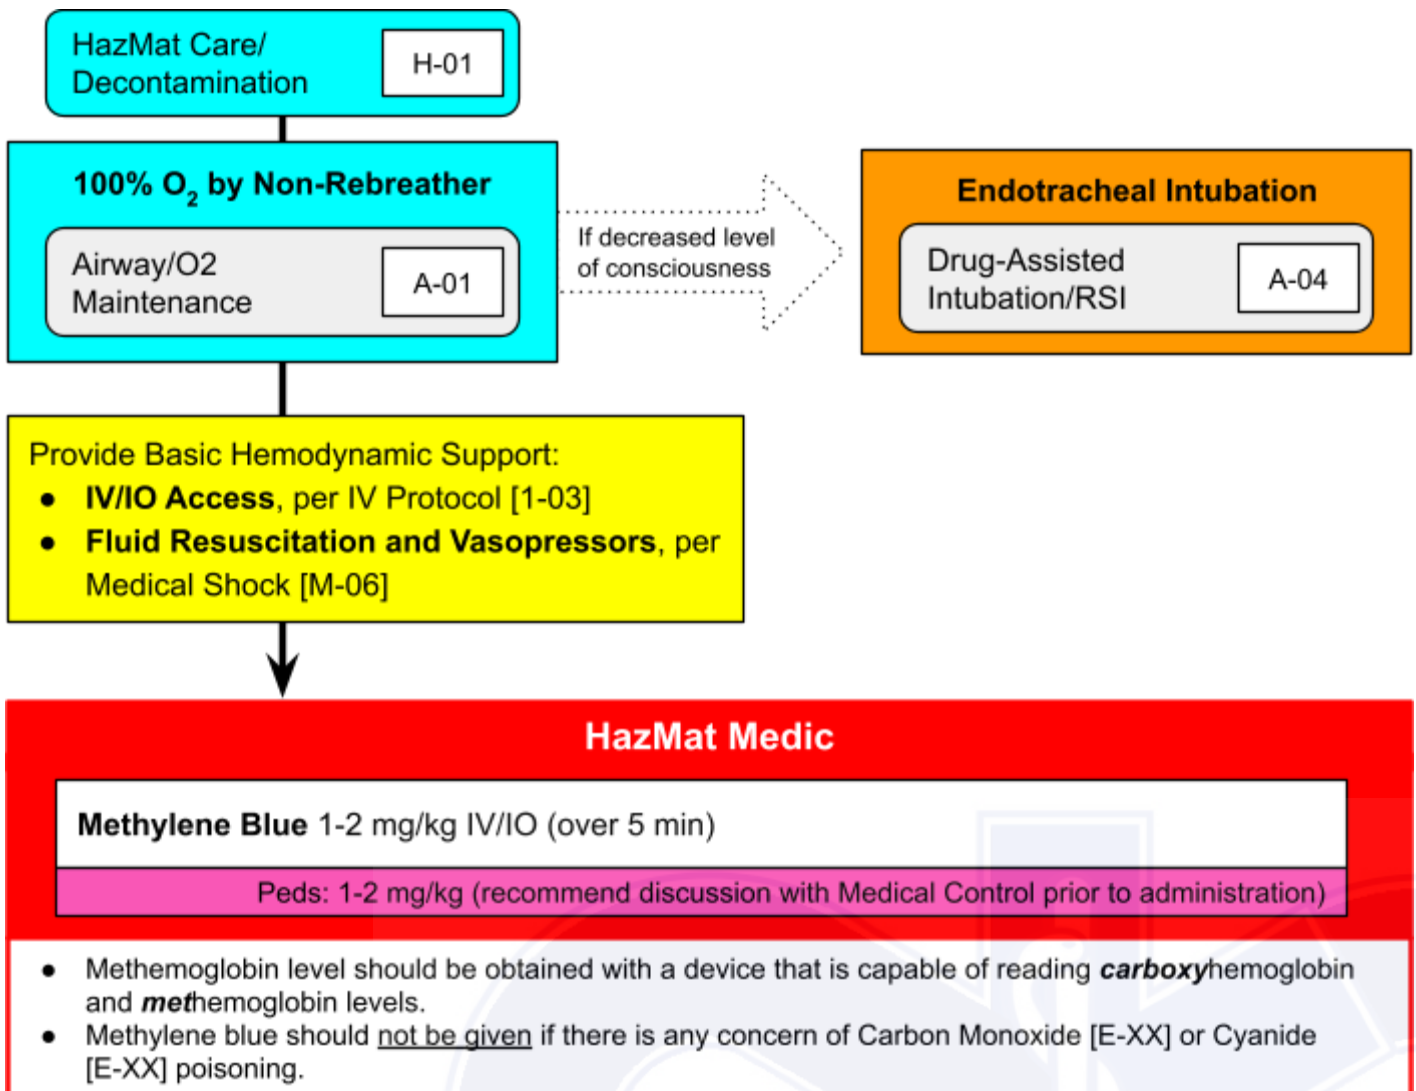 HazMat Care/
Decontamination
H-01
100% O2 by Non-Rebreather
Airway/O2
Maintenance
A-01
If decreased level
of consciousness
Endotracheal Intubation
Drug-Assisted
Intubation/RSI
A-04
Provide Basic Hemodynamic Support:
● IV/IO Access, per IV Protocol [1-03]
● Fluid Resuscitation and Vasopressors, per
Medical Shock [M-06]
HazMat Medic
Methylene Blue 1-2 mg/kg IV/IO (over 5 min)
Peds: 1-2 mg/kg (recommend discussion with Medical Control prior to administration)
● Methemoglobin level should be obtained with a device that is capable of reading carboxyhemoglobin
and methemoglobin levels.
● Methylene blue should not be given if there is any concern of Carbon Monoxide [E-XX] or Cyanide
[E-XX] poisoning.